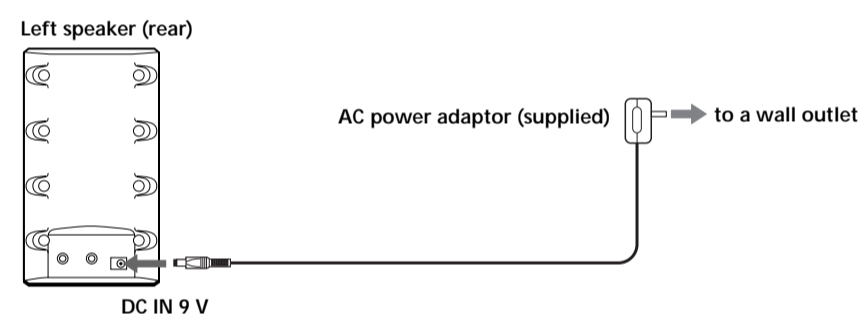 Left speaker (rear)
AC power adaptor (supplied)
to a wall outlet
DC IN 9 V